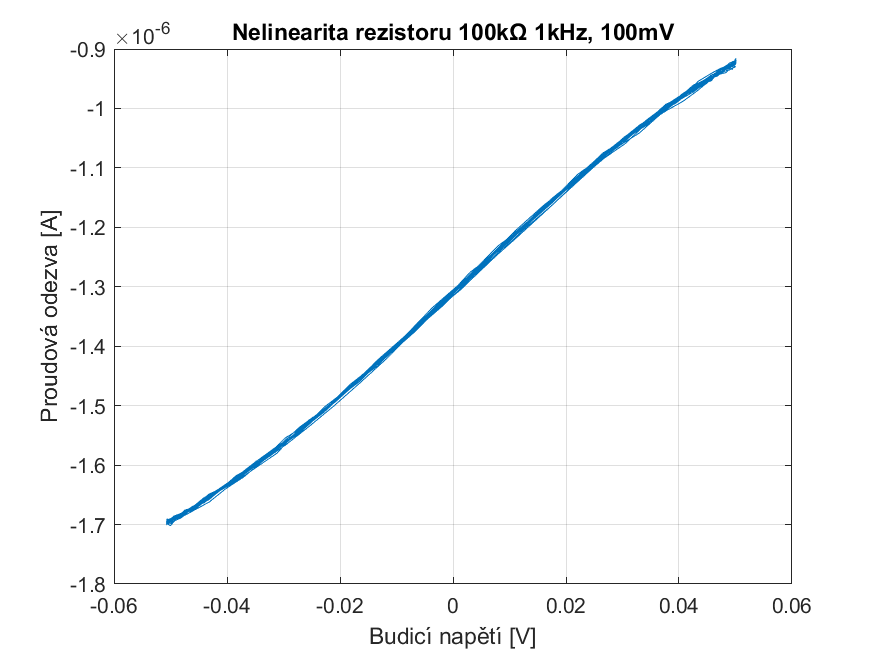 Nelinearita rezistoru 100kΩ 1kHz, 100mV
×10⁻⁶
-0.9
-1
-1.1
-1.2
-1.3
-1.4
-1.5
-1.6
-1.7
-1.8
Proudová odezva [A]
-0.06 -0.04 -0.02 0 0.02 0.04 0.06
Budicí napětí [V]